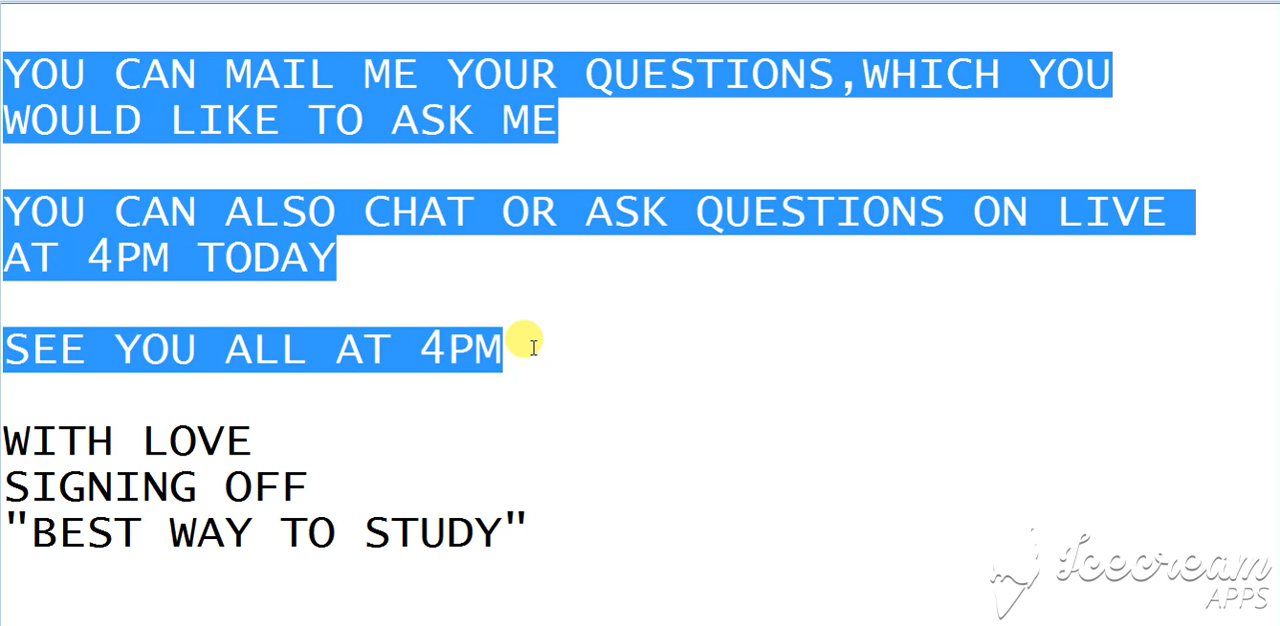 YOU CAN MAIL ME YOUR QUESTIONS,WHICH YOU
WOULD LIKE TO ASK ME
YOU CAN ALSO CHAT OR ASK QUESTIONS ON LIVE
AT 4PM TODAY
SEE YOU ALL AT 4PM
WITH LOVE
SIGNING OFF
"BEST WAY TO STUDY"
Icecream
APPS